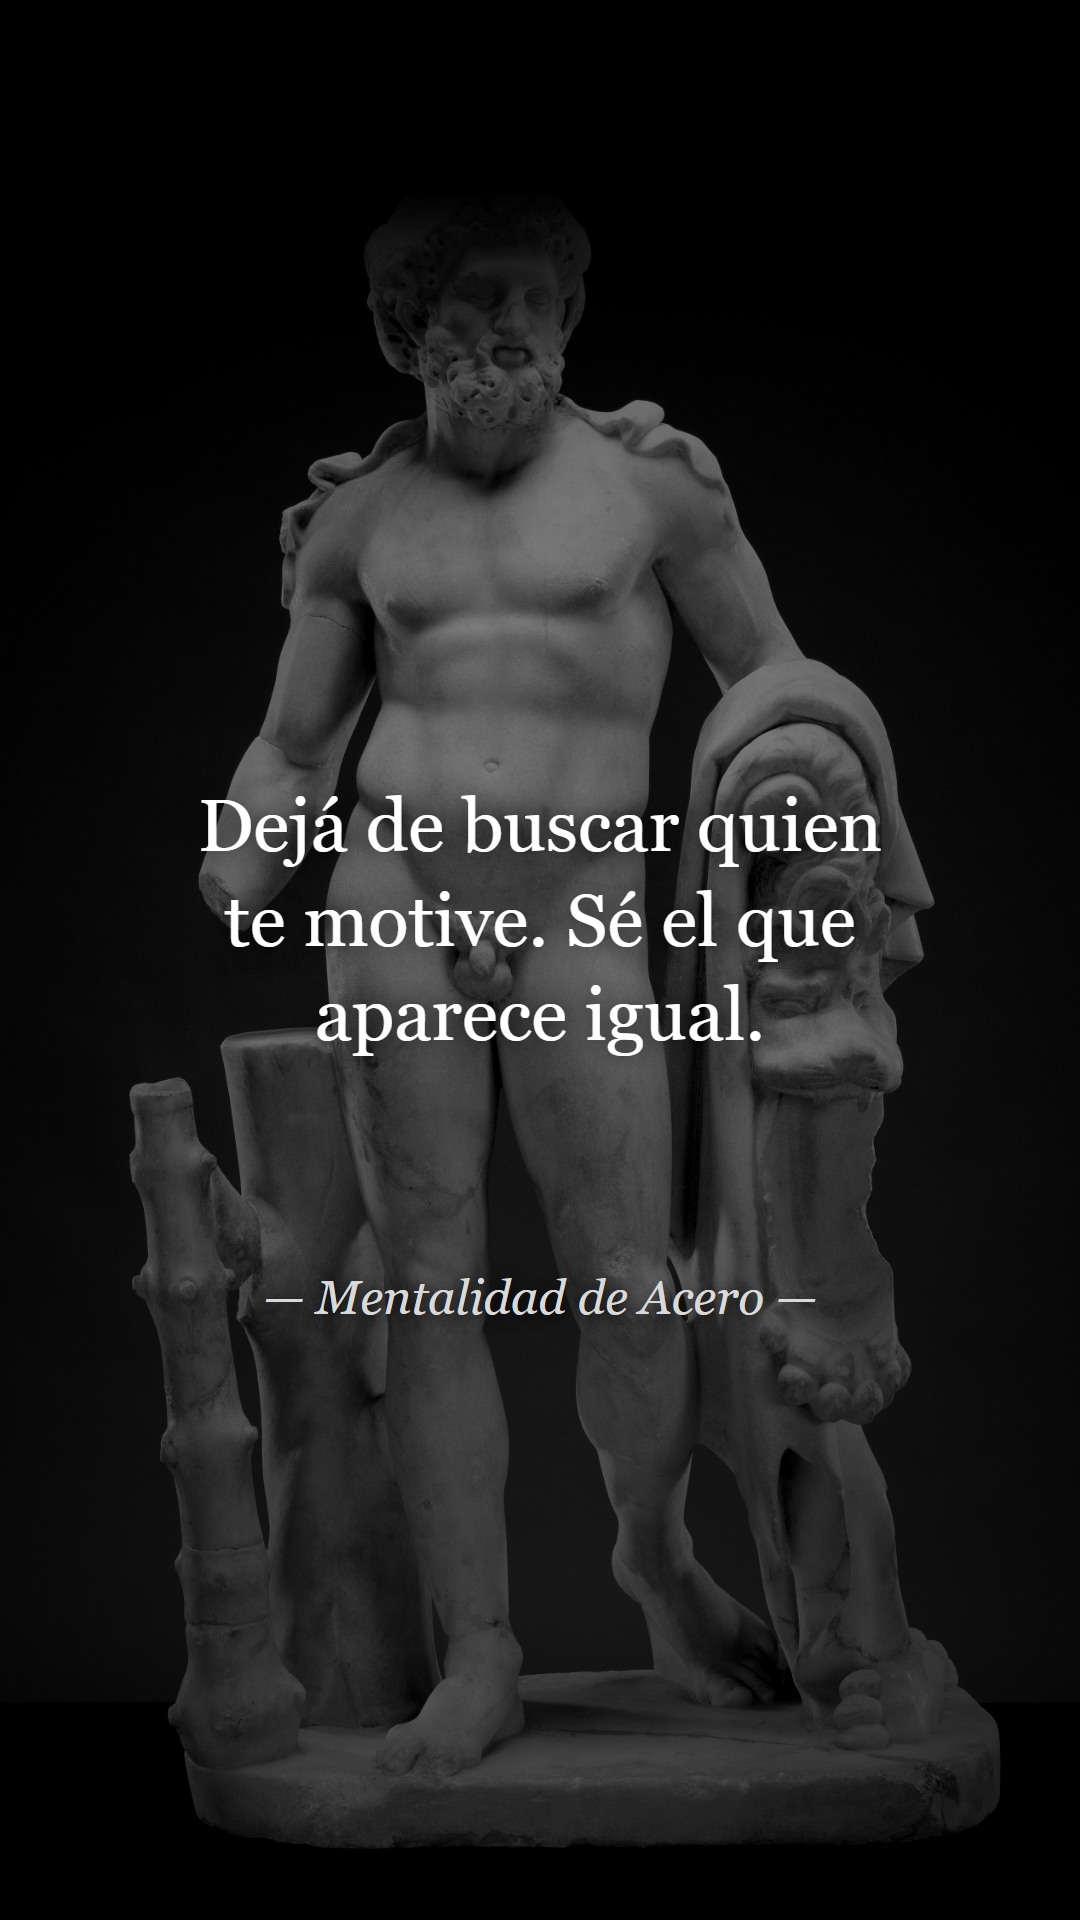 Dejá de buscar quien
te motive. Sé el que
aparece igual.
— Mentalidad de Acero —